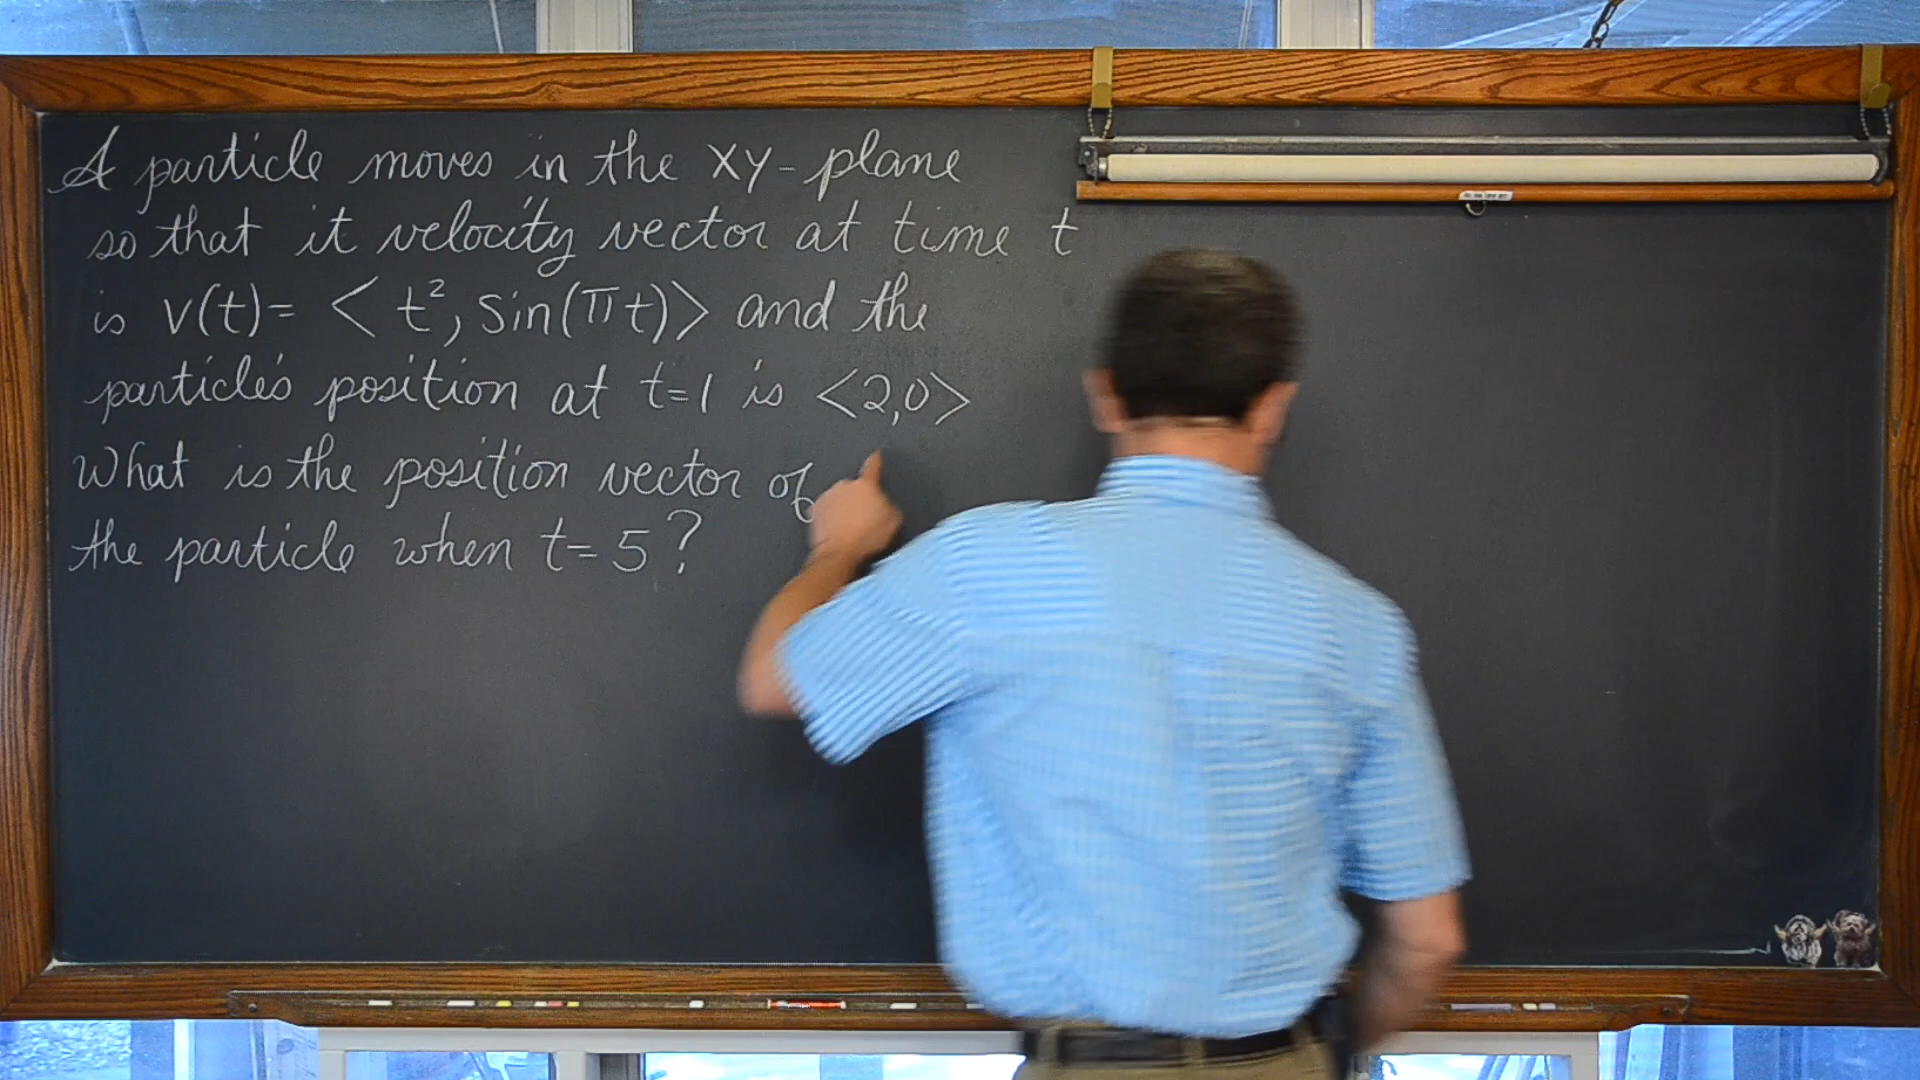 A particle moves in the xy-plane
so that it velocity vector at time t
is v(t) = < t², sin(πt)> and the
particle's position at t=1 is <2,0>
What is the position vector of
the particle when t=5?